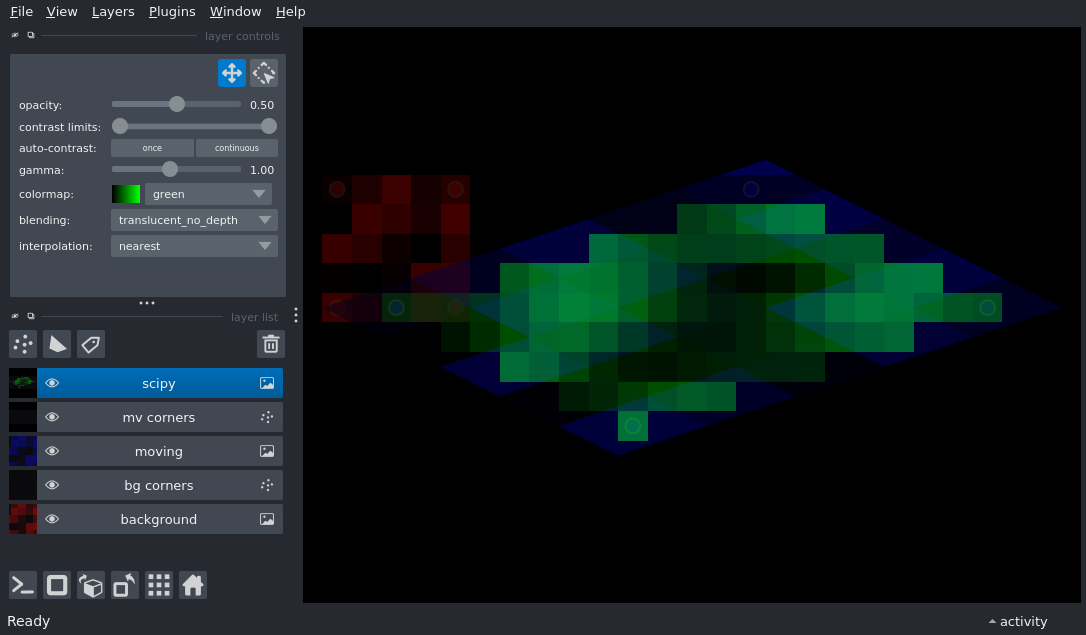 File View Layers Plugins Window Help
layer controls
opacity: 0.50
contrast limits:
auto-contrast: once continuous
gamma: 1.00
colormap: green
blending: translucent_no_depth
interpolation: nearest
layer list
scipy
mv corners
moving
bg corners
background
Ready activity